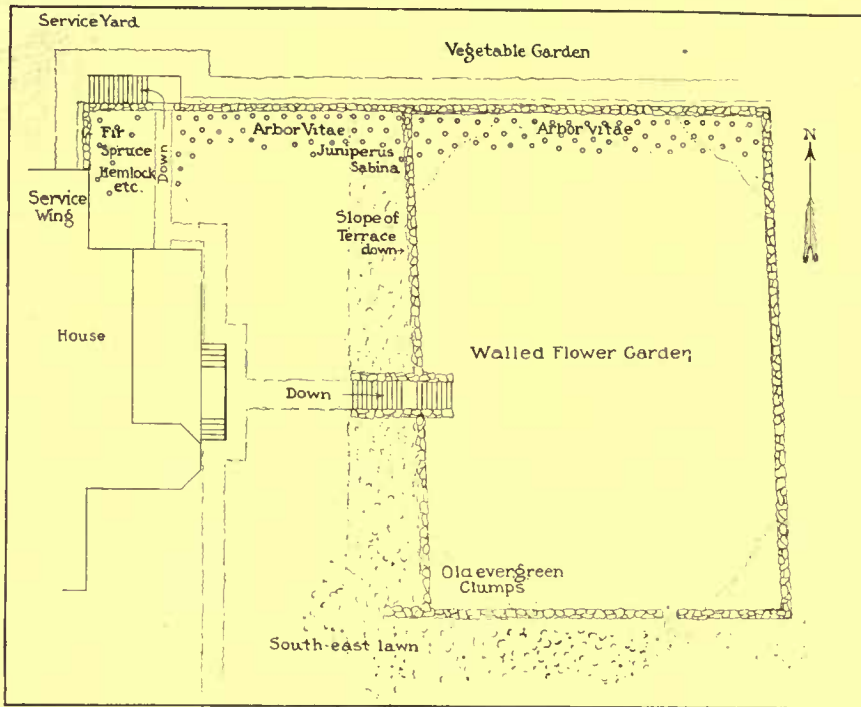 Service Yard
Vegetable Garden
Fir
Spruce
Hemlock
etc.
Down
Arbor Vitae
Arbor Vitae
Juniperus
Sabina
N
Service
Wing
Slope of
Terrace
down
House
Walled Flower Garden
Down
Old evergreen
Clumps
South-east lawn